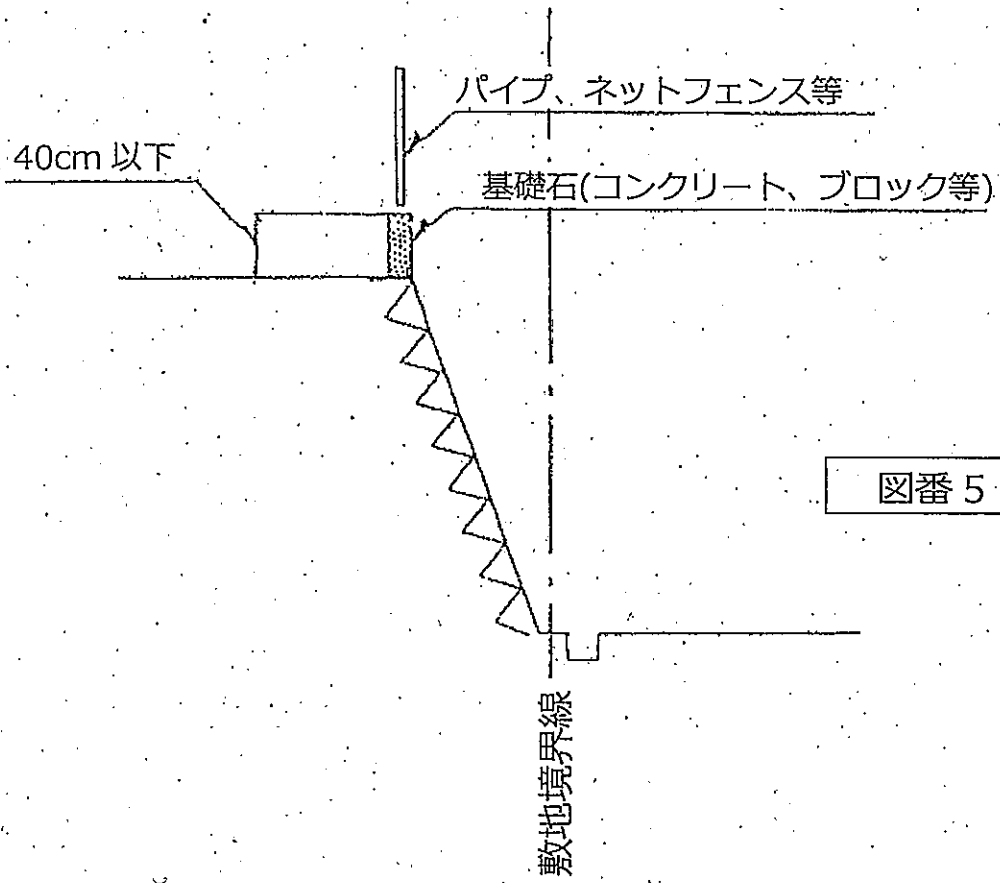 パイプ、ネットフェンス等
40cm 以下
基礎石(コンクリート、ブロック等)
図番 5
敷地境界線